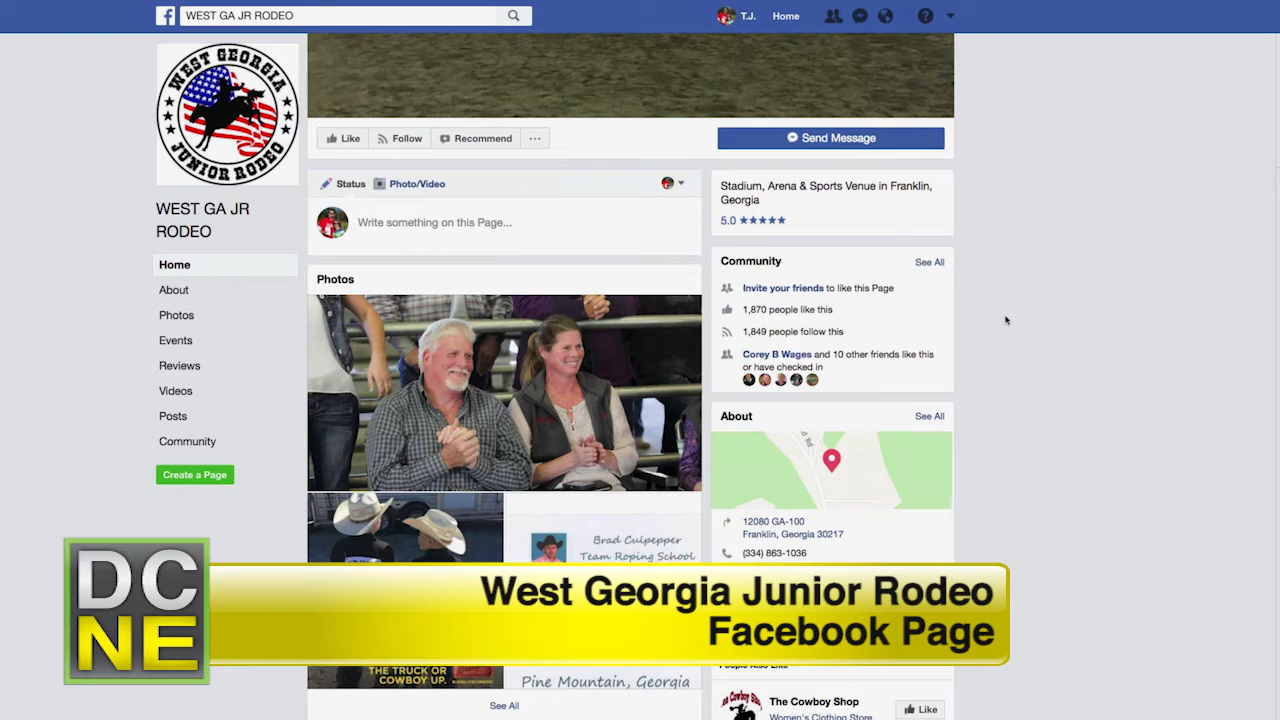 WEST GA JR RODEO
T.J.
Home
WEST GEORGIA
JUNIOR RODEO
WEST GA JR
RODEO
Home
About
Photos
Events
Reviews
Videos
Posts
Community
Create a Page
Like
Follow
Recommend
Send Message
Status
Photo/Video
Write something on this Page...
Photos
Brad Culpepper
Team Roping School
THE TRUCK OR
COWBOY UP.
Pine Mountain, Georgia
See All
Stadium, Arena & Sports Venue in Franklin,
Georgia
5.0 ★★★★★
Community
See All
Invite your friends to like this Page
1,870 people like this
1,849 people follow this
Corey B Wages and 10 other friends like this
or have checked in
About
See All
12080 GA-100
Franklin, Georgia 30217
(334) 863-1036
DC
NE
West Georgia Junior Rodeo
Facebook Page
People Also Like
The Cowboy Shop
Women's Clothing Store
Like